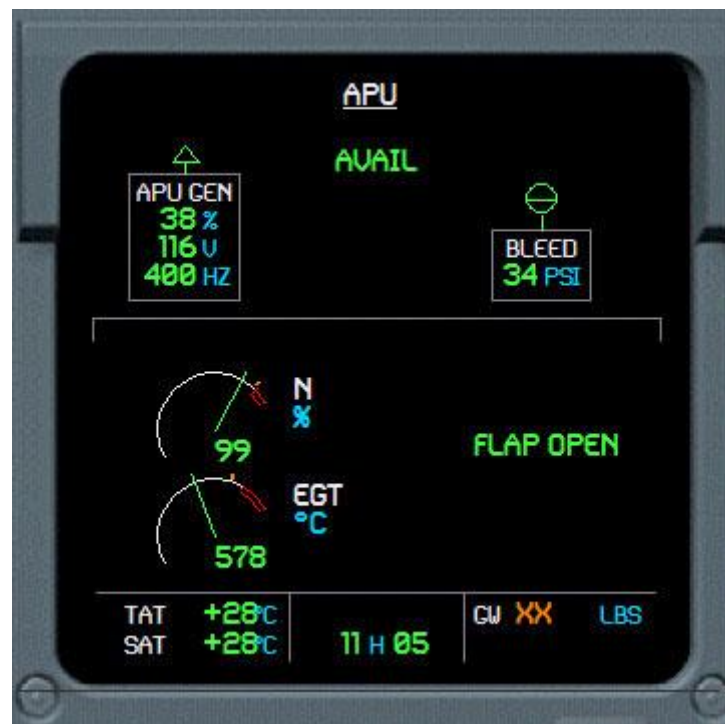 APU
AVAIL
APU GEN
38 %
116 V
400 HZ
BLEED
34 PSI
N
%
99
FLAP OPEN
EGT
°C
578
TAT +28°C
SAT +28°C
11 H 05
GW XX LBS